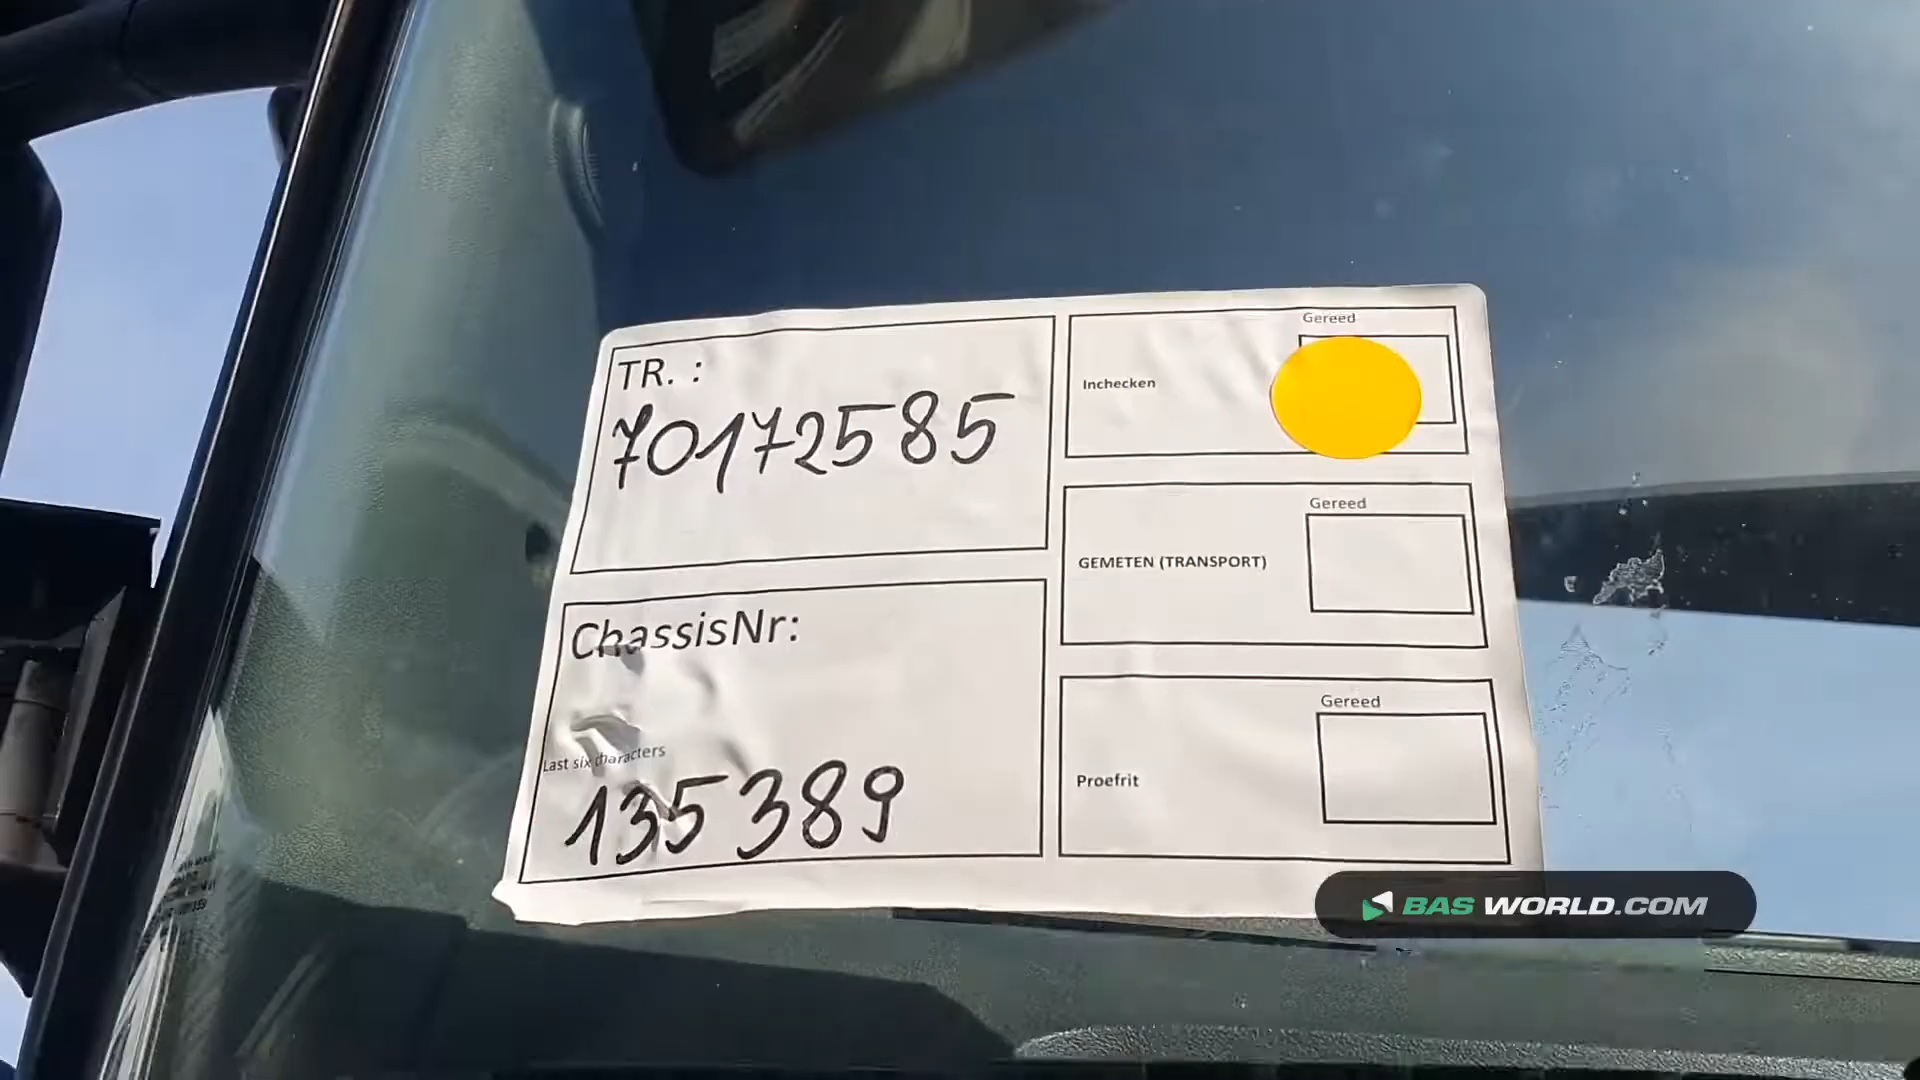 TR. :
70172585
ChassisNr:
Last six characters
135389
Gereed
Inchecken
Gereed
GEMETEN (TRANSPORT)
Gereed
Proefrit
BAS WORLD.COM